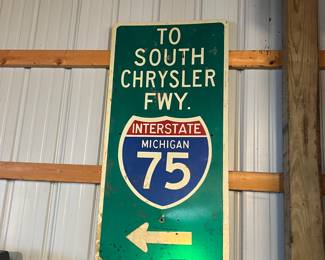 TO
SOUTH
CHRYSLER
FWY.
INTERSTATE
MICHIGAN
75